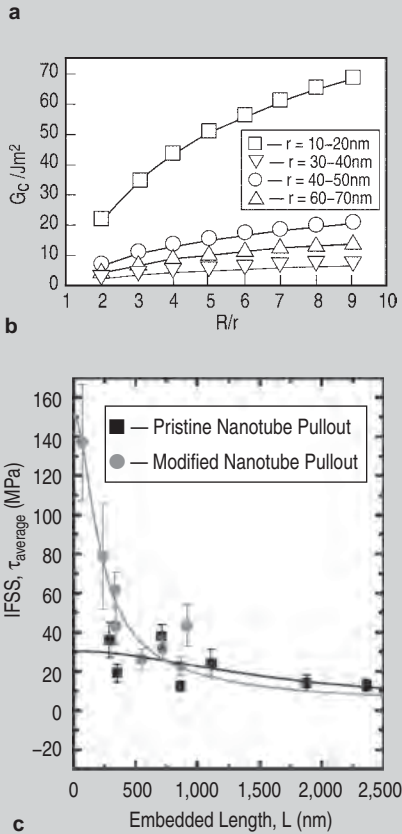 a
70
60
50
40
30
20
10
0
G_c /Jm²
— r = 10–20nm
— r = 30–40nm
— r = 40–50nm
— r = 60–70nm
1 2 3 4 5 6 7 8 9 10
R/r
b
160
140
120
100
80
60
40
20
0
−20
IFSS, τ_average (MPa)
— Pristine Nanotube Pullout
— Modified Nanotube Pullout
0 500 1,000 1,500 2,000 2,500
Embedded Length, L (nm)
c